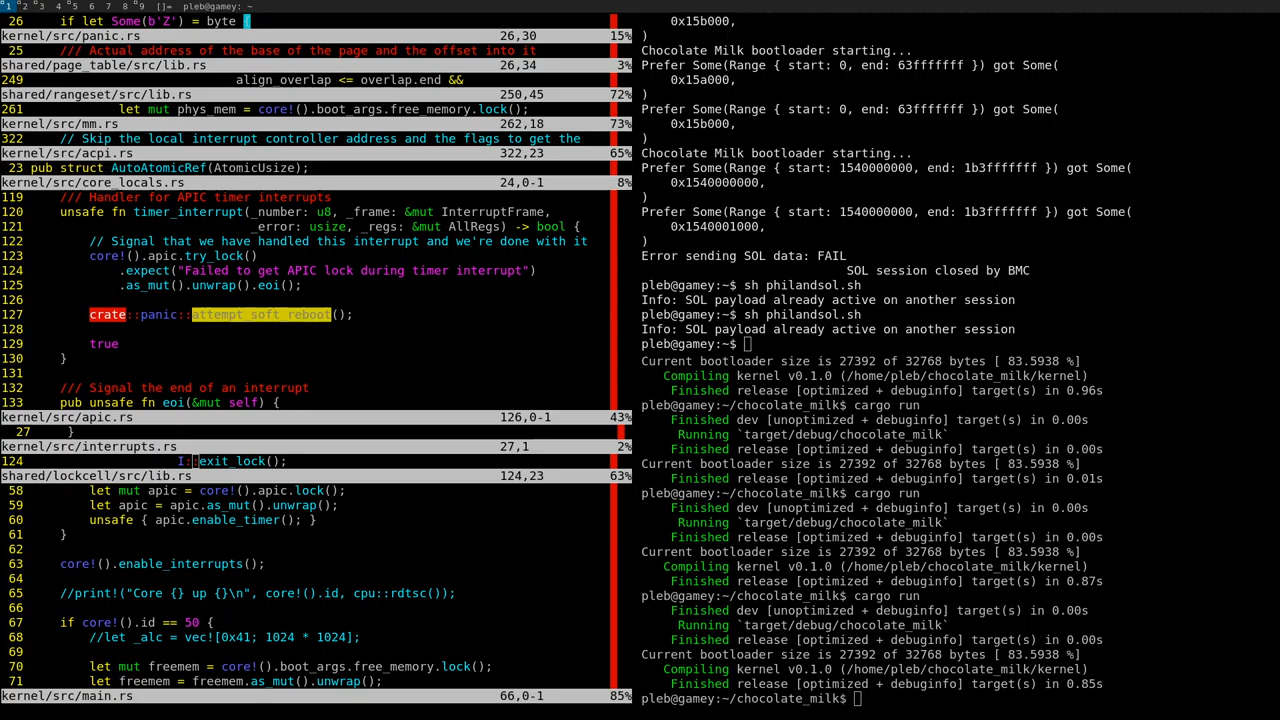 1 2 3 4 5 6 7 8 9 []= pleb@gamey: ~
26     if let Some(b'Z') = byte {
kernel/src/panic.rs 26,30 15%
25     /// Actual address of the base of the page and the offset into it
shared/page_table/src/lib.rs 26,34 3%
249                         align_overlap <= overlap.end &&
shared/rangeset/src/lib.rs 250,45 72%
261         let mut phys_mem = core!().boot_args.free_memory.lock();
kernel/src/mm.rs 262,18 73%
322     // Skip the local interrupt controller address and the flags to get the
kernel/src/acpi.rs 322,23 65%
23 pub struct AutoAtomicRef(AtomicUsize);
kernel/src/core_locals.rs 24,0-1 8%
119     /// Handler for APIC timer interrupts
120     unsafe fn timer_interrupt(_number: u8, _frame: &mut InterruptFrame,
121                               _error: usize, _regs: &mut AllRegs) -> bool {
122         // Signal that we have handled this interrupt and we're done with it
123         core!().apic.try_lock()
124             .expect("Failed to get APIC lock during timer interrupt")
125             .as_mut().unwrap().eoi();
126
127         crate::panic::attempt_soft_reboot();
128
129         true
130     }
131
132     /// Signal the end of an interrupt
133     pub unsafe fn eoi(&mut self) {
kernel/src/apic.rs 126,0-1 43%
27      }
kernel/src/interrupts.rs 27,1 2%
124                     I::exit_lock();
shared/lockcell/src/lib.rs 124,23 63%
58         let mut apic = core!().apic.lock();
59         let apic = apic.as_mut().unwrap();
60         unsafe { apic.enable_timer(); }
61     }
62
63     core!().enable_interrupts();
64
65     //print!("Core {} up {}\n", core!().id, cpu::rdtsc());
66
67     if core!().id == 50 {
68         //let _alc = vec![0x41; 1024 * 1024];
69
70         let mut freemem = core!().boot_args.free_memory.lock();
71         let freemem = freemem.as_mut().unwrap();
kernel/src/main.rs 66,0-1 85%
    0x15b000,
)
Chocolate Milk bootloader starting...
Prefer Some(Range { start: 0, end: 63fffffff }) got Some(
    0x15a000,
)
Prefer Some(Range { start: 0, end: 63fffffff }) got Some(
    0x15b000,
)
Chocolate Milk bootloader starting...
Prefer Some(Range { start: 1540000000, end: 1b3fffffff }) got Some(
    0x1540000000,
)
Prefer Some(Range { start: 1540000000, end: 1b3fffffff }) got Some(
    0x1540001000,
)
Error sending SOL data: FAIL
                            SOL session closed by BMC
pleb@gamey:~$ sh philandsol.sh
Info: SOL payload already active on another session
pleb@gamey:~$ sh philandsol.sh
Info: SOL payload already active on another session
pleb@gamey:~$
Current bootloader size is 27392 of 32768 bytes [ 83.5938 %]
   Compiling kernel v0.1.0 (/home/pleb/chocolate_milk/kernel)
    Finished release [optimized + debuginfo] target(s) in 0.96s
pleb@gamey:~/chocolate_milk$ cargo run
    Finished dev [unoptimized + debuginfo] target(s) in 0.00s
     Running `target/debug/chocolate_milk`
    Finished release [optimized + debuginfo] target(s) in 0.00s
Current bootloader size is 27392 of 32768 bytes [ 83.5938 %]
    Finished release [optimized + debuginfo] target(s) in 0.01s
pleb@gamey:~/chocolate_milk$ cargo run
    Finished dev [unoptimized + debuginfo] target(s) in 0.00s
     Running `target/debug/chocolate_milk`
    Finished release [optimized + debuginfo] target(s) in 0.00s
Current bootloader size is 27392 of 32768 bytes [ 83.5938 %]
   Compiling kernel v0.1.0 (/home/pleb/chocolate_milk/kernel)
    Finished release [optimized + debuginfo] target(s) in 0.87s
pleb@gamey:~/chocolate_milk$ cargo run
    Finished dev [unoptimized + debuginfo] target(s) in 0.00s
     Running `target/debug/chocolate_milk`
    Finished release [optimized + debuginfo] target(s) in 0.00s
Current bootloader size is 27392 of 32768 bytes [ 83.5938 %]
   Compiling kernel v0.1.0 (/home/pleb/chocolate_milk/kernel)
    Finished release [optimized + debuginfo] target(s) in 0.85s
pleb@gamey:~/chocolate_milk$